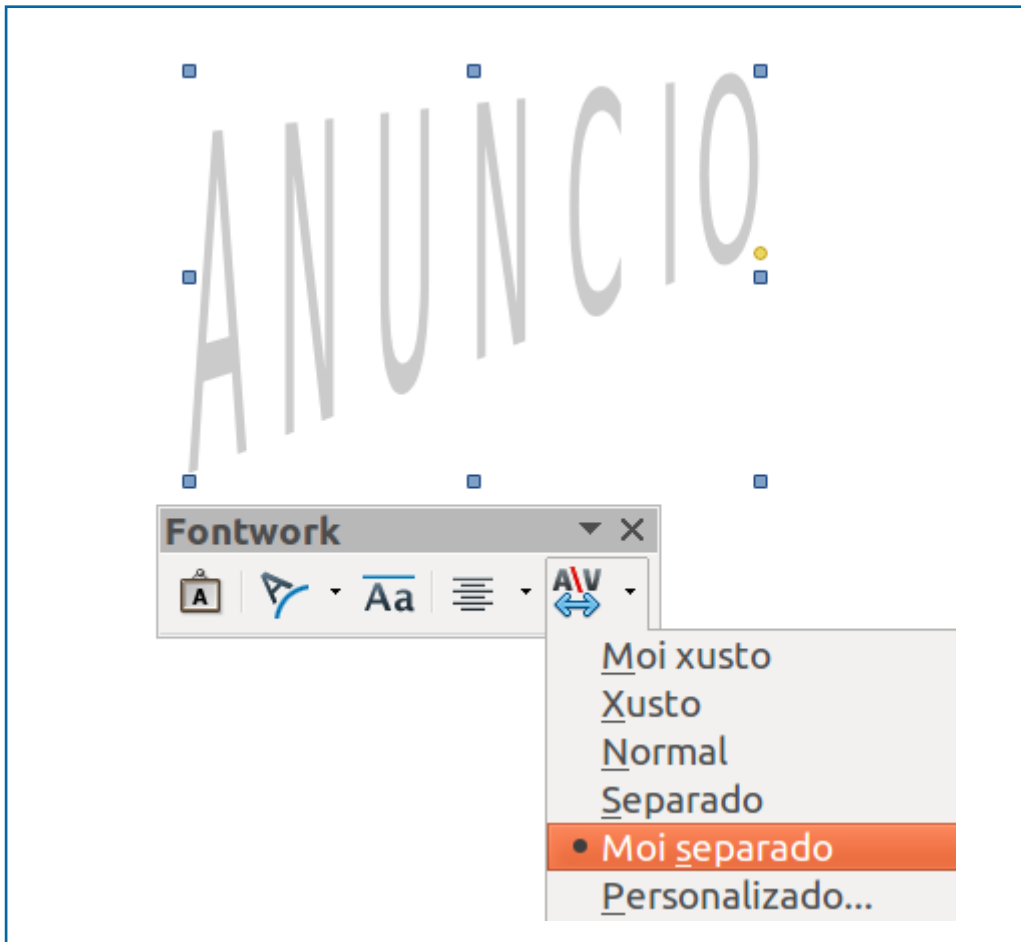 ANUNCIO
Fontwork
A Aa A\V
Moi xusto
Xusto
Normal
Separado
Moi separado
Personalizado...